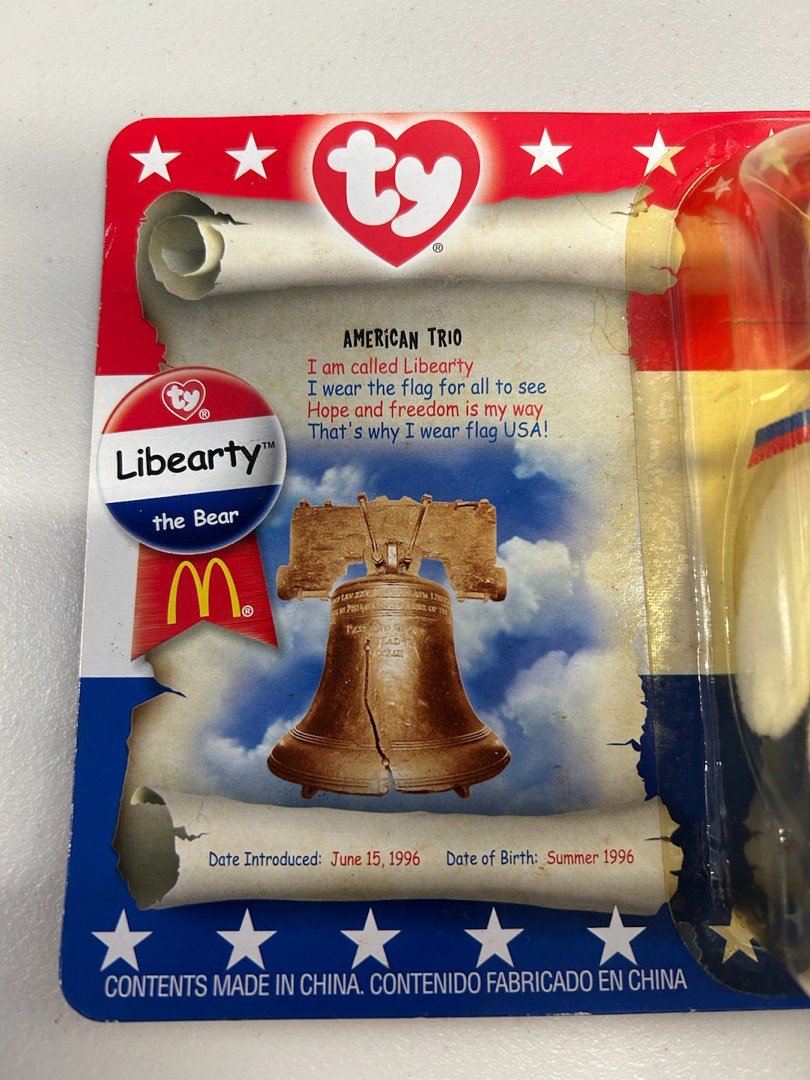 ty®
AMERiCAN TRiO
I am called Libearty
I wear the flag for all to see
Hope and freedom is my way
That's why I wear flag USA!
ty®
Libearty™
the Bear
M®
Date Introduced: June 15, 1996 Date of Birth: Summer 1996
CONTENTS MADE IN CHINA. CONTENIDO FABRICADO EN CHINA